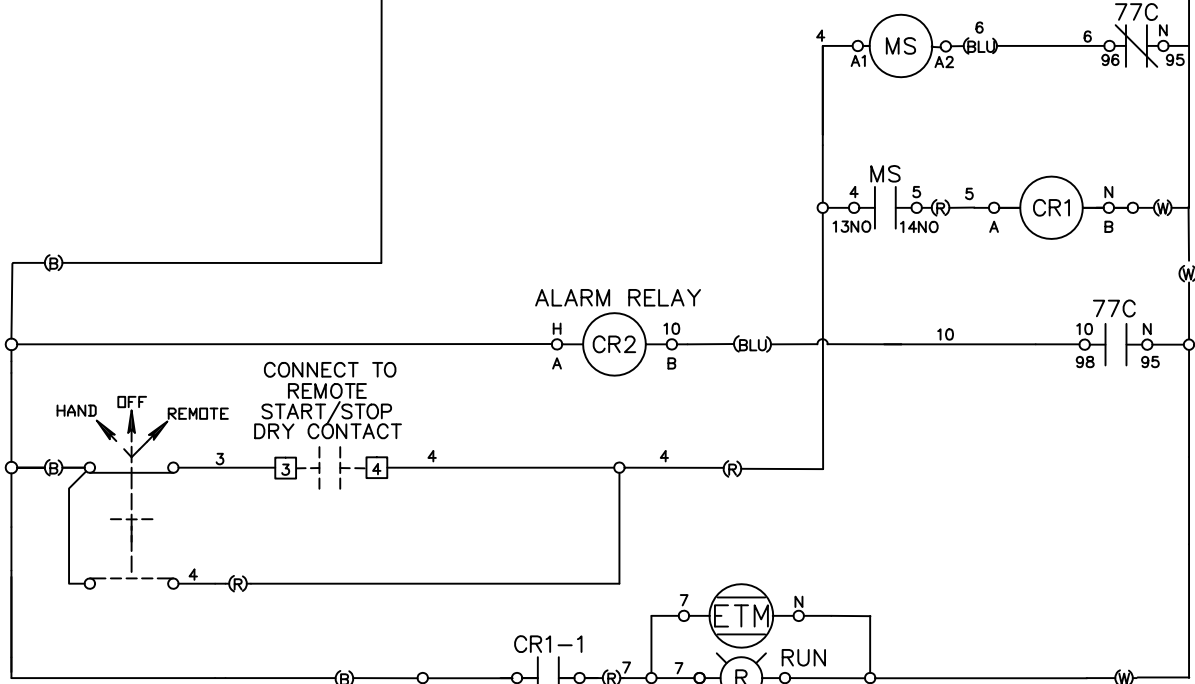 77C
4 A1 MS A2 6 (BLU) 6 96 N 95
MS
4 13NO 5 14NO (R) 5 A CR1 N B (W)
(B)
(W)
ALARM RELAY
H A CR2 10 B (BLU) 10
77C
10 98 N 95
CONNECT TO
REMOTE
START/STOP
DRY CONTACT
HAND OFF REMOTE
(B) 3 3 4 4 4 (R)
4 (R)
7 ETM N
CR1-1
(B) (R) 7 7 R RUN (W)